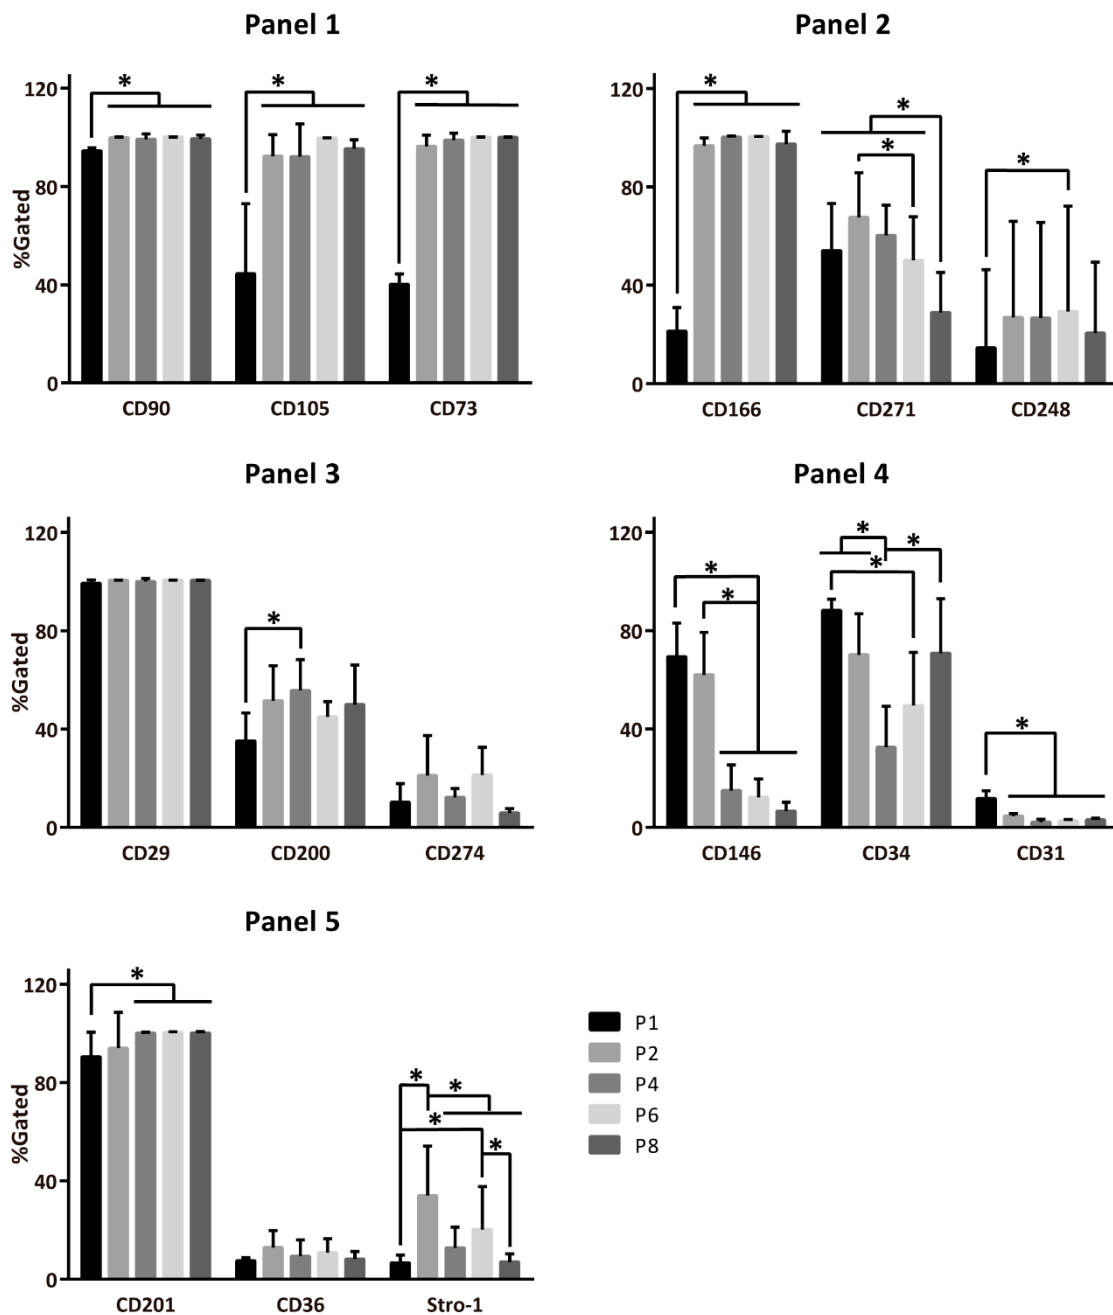 Panel 1
120
*
*
*
80
%Gated
40
0
CD90 CD105 CD73
Panel 2
120
*
*
*
*
80
40
0
CD166 CD271 CD248
Panel 3
120
80
*
%Gated
40
0
CD29 CD200 CD274
Panel 4
120
*
*
*
*
*
80
40
*
0
CD146 CD34 CD31
Panel 5
120
*
80
*
*
*
*
%Gated
40
0
CD201 CD36 Stro-1
P1
P2
P4
P6
P8